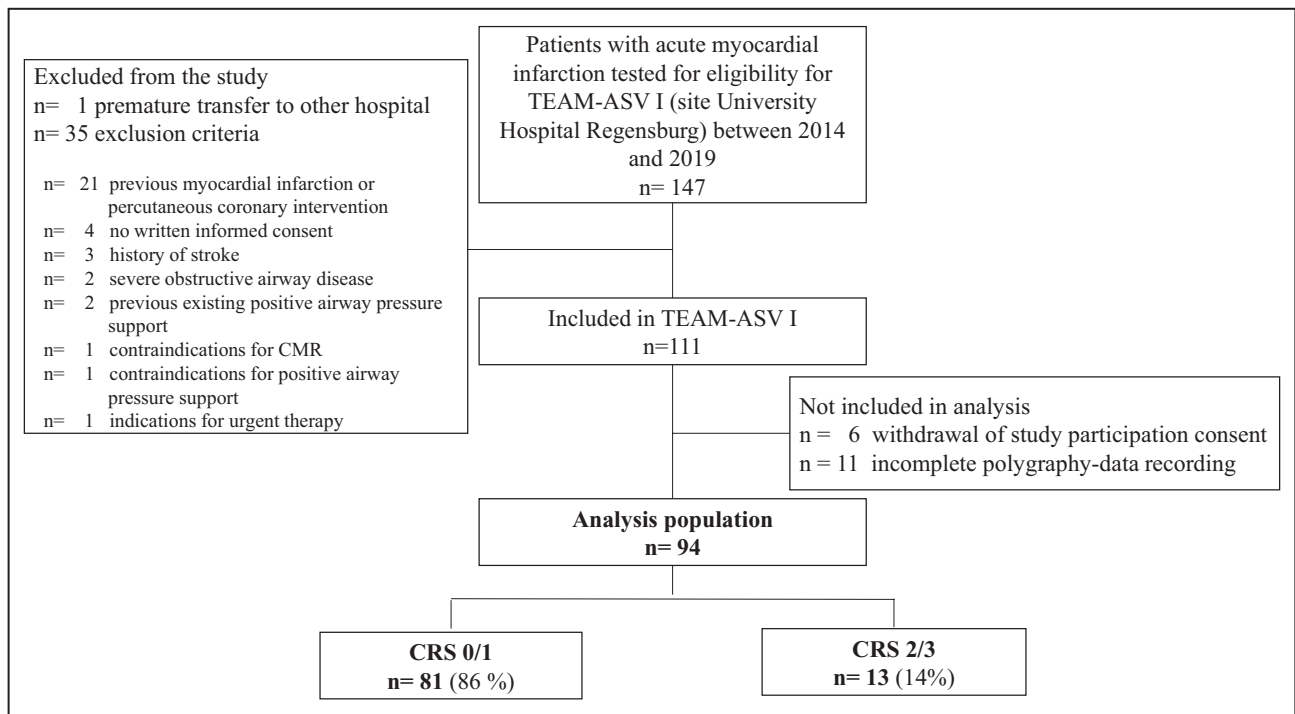 Patients with acute myocardial
infarction tested for eligibility for
TEAM-ASV I (site University
Hospital Regensburg) between 2014
and 2019
n= 147
Excluded from the study
n= 1 premature transfer to other hospital
n= 35 exclusion criteria
n= 21 previous myocardial infarction or
percutaneous coronary intervention
n= 4 no written informed consent
n= 3 history of stroke
n= 2 severe obstructive airway disease
n= 2 previous existing positive airway pressure
support
n= 1 contraindications for CMR
n= 1 contraindications for positive airway
pressure support
n= 1 indications for urgent therapy
Included in TEAM-ASV I
n=111
Not included in analysis
n = 6 withdrawal of study participation consent
n = 11 incomplete polygraphy-data recording
Analysis population
n= 94
CRS 0/1
n= 81 (86 %)
CRS 2/3
n= 13 (14%)